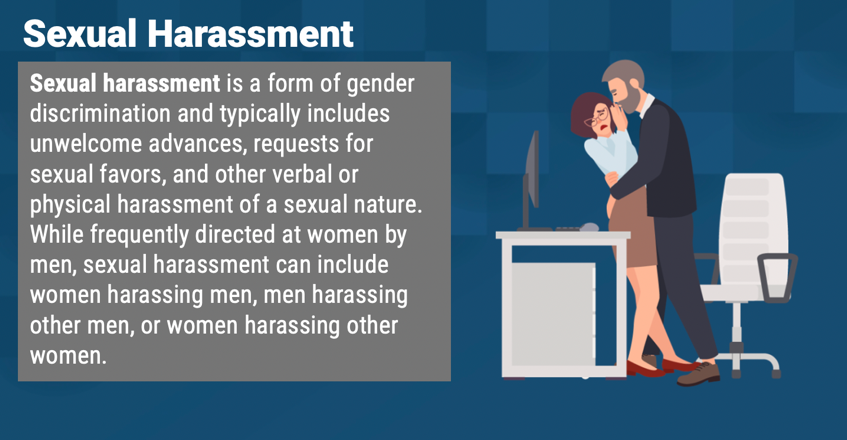 Sexual Harassment
Sexual harassment is a form of gender
discrimination and typically includes
unwelcome advances, requests for
sexual favors, and other verbal or
physical harassment of a sexual nature.
While frequently directed at women by
men, sexual harassment can include
women harassing men, men harassing
other men, or women harassing other
women.